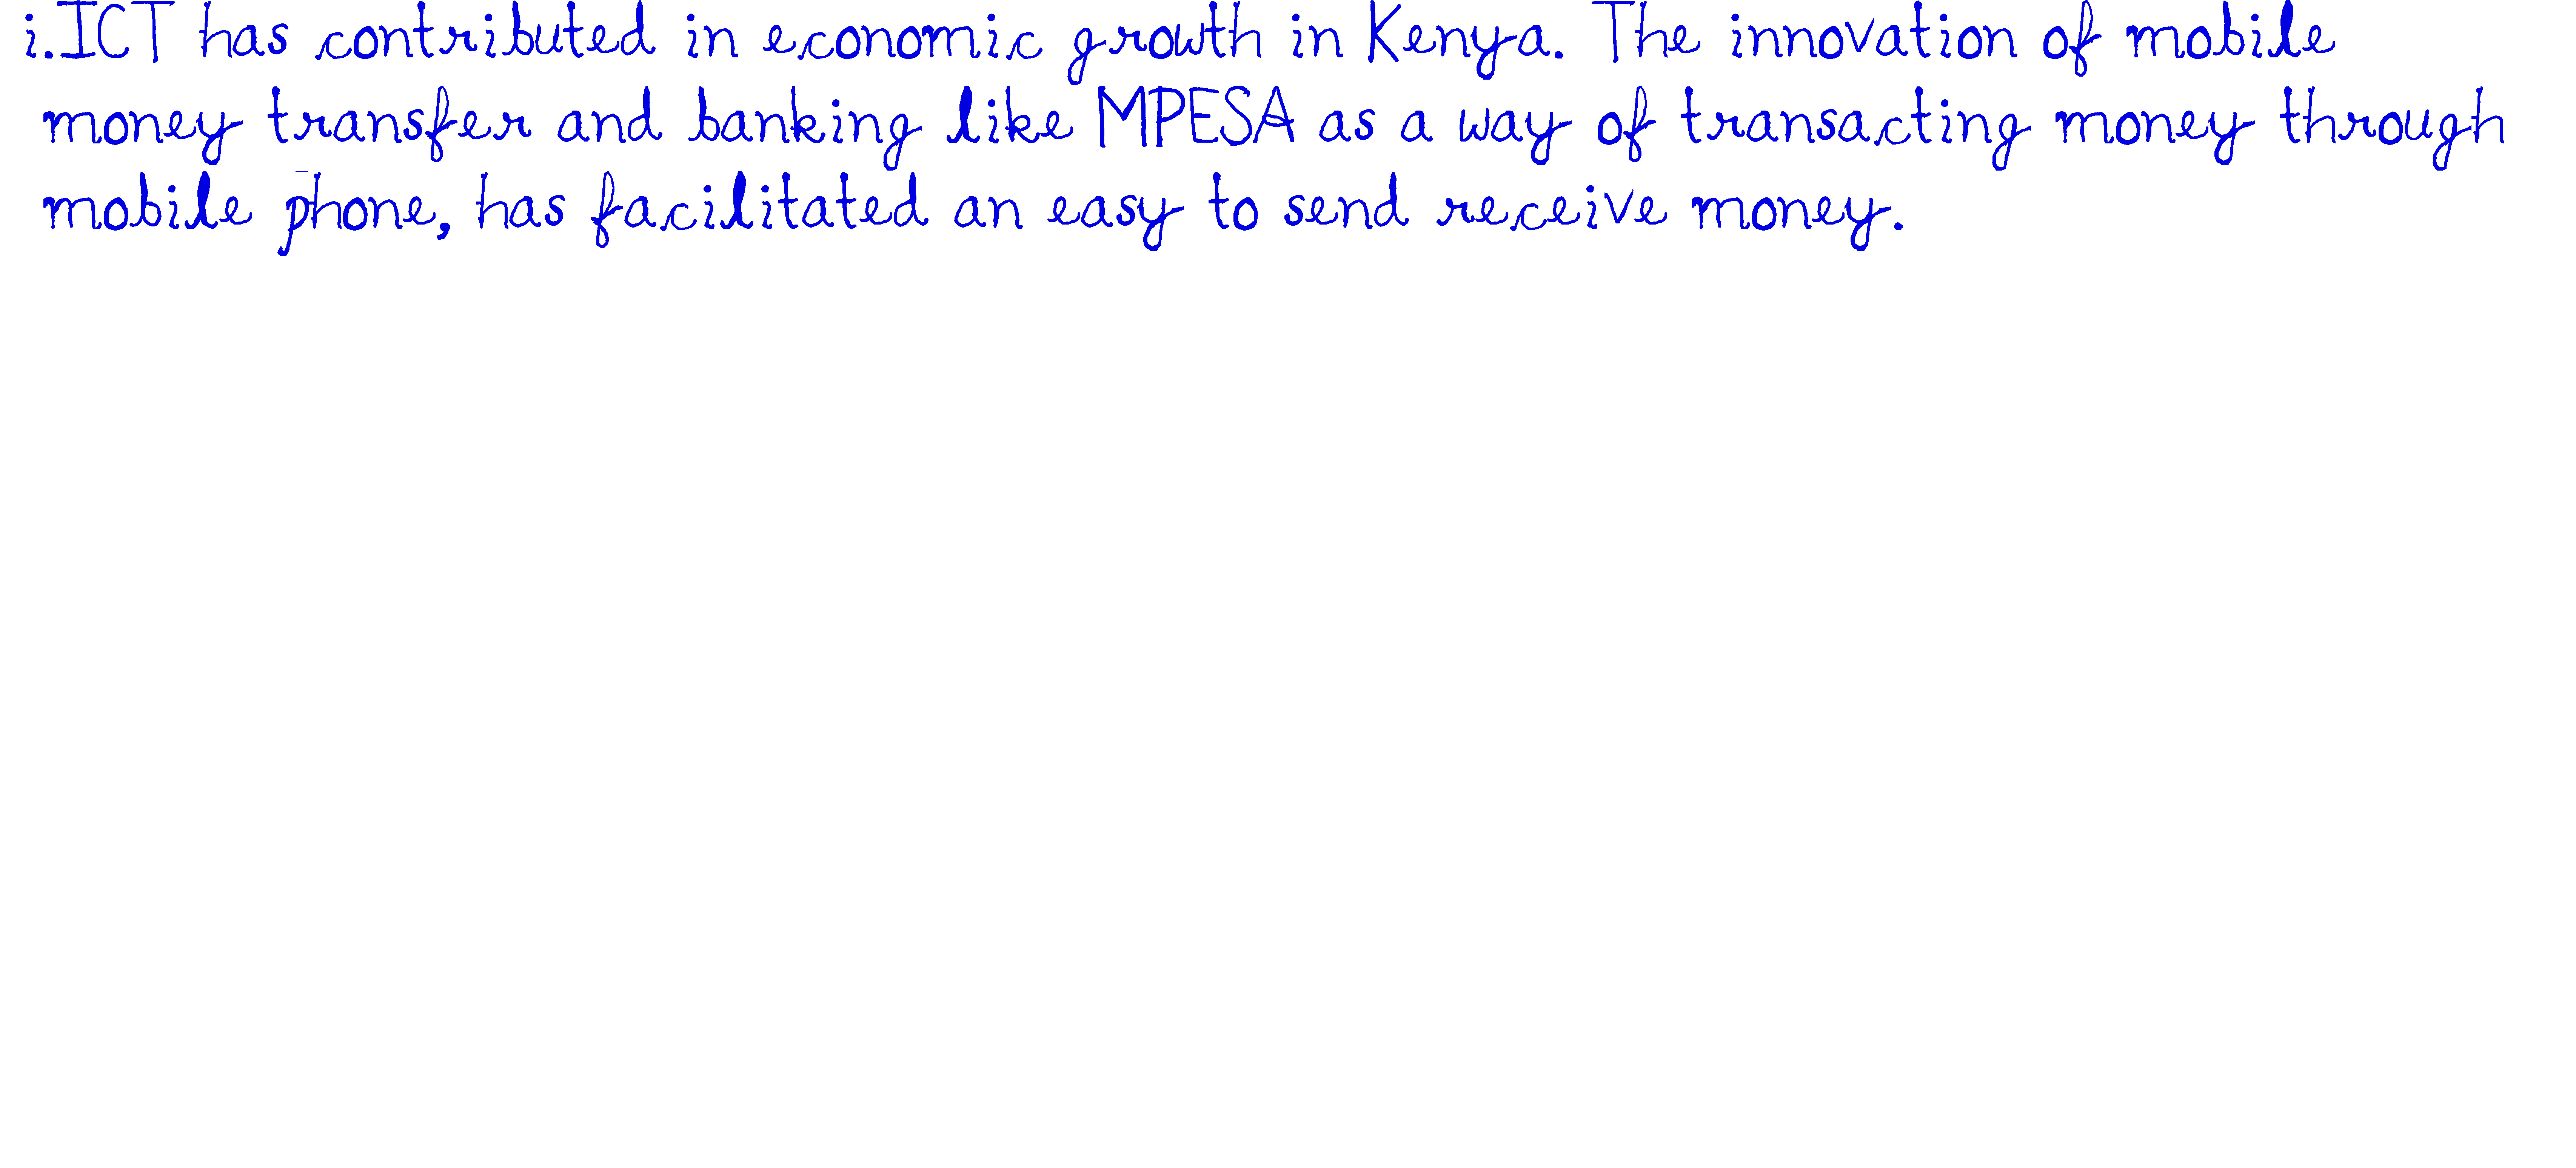 i.ICT has contributed in economic growth in Kenya. The innovation of mobile
money transfer and banking like MPESA as a way of transacting money through
mobile phone, has facilitated an easy to send receive money.